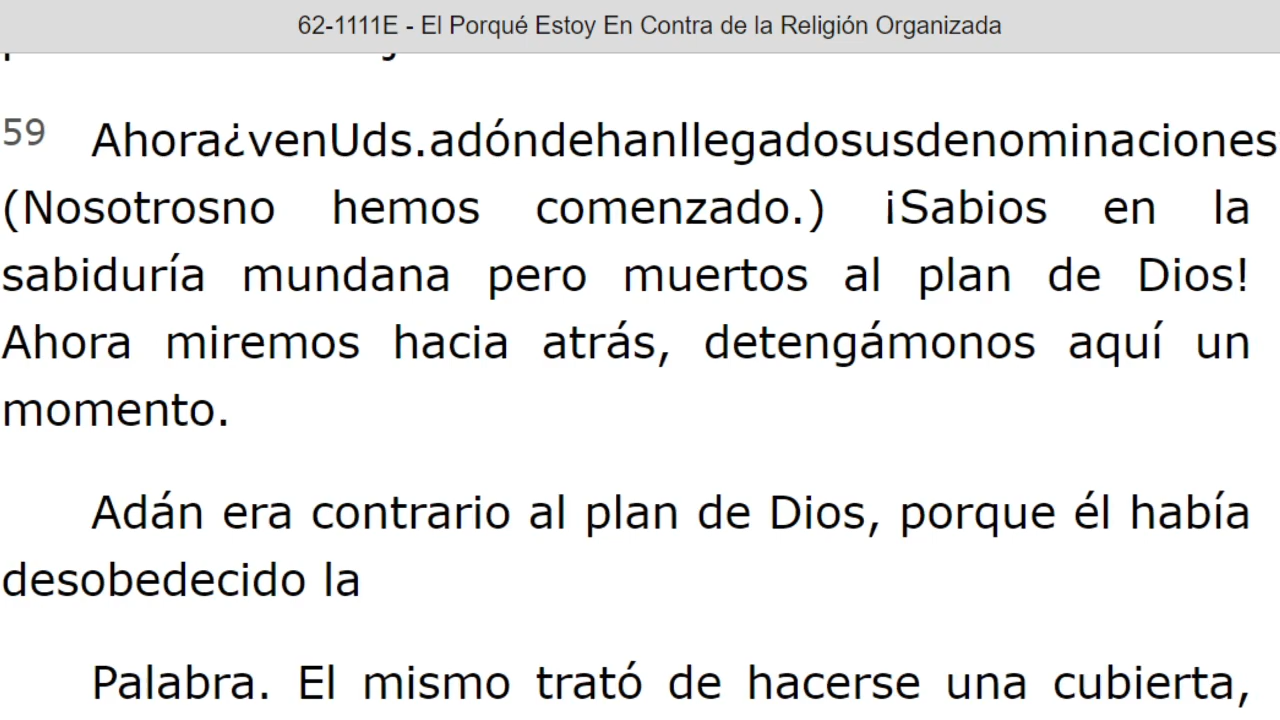 62-1111E - El Porqué Estoy En Contra de la Religión Organizada
59 Ahora¿venUds.adóndehanllegadosusdenominaciones
(Nosotrosno hemos comenzado.) ¡Sabios en la
sabiduría mundana pero muertos al plan de Dios!
Ahora miremos hacia atrás, detengámonos aquí un
momento.
Adán era contrario al plan de Dios, porque él había
desobedecido la
Palabra. El mismo trató de hacerse una cubierta,